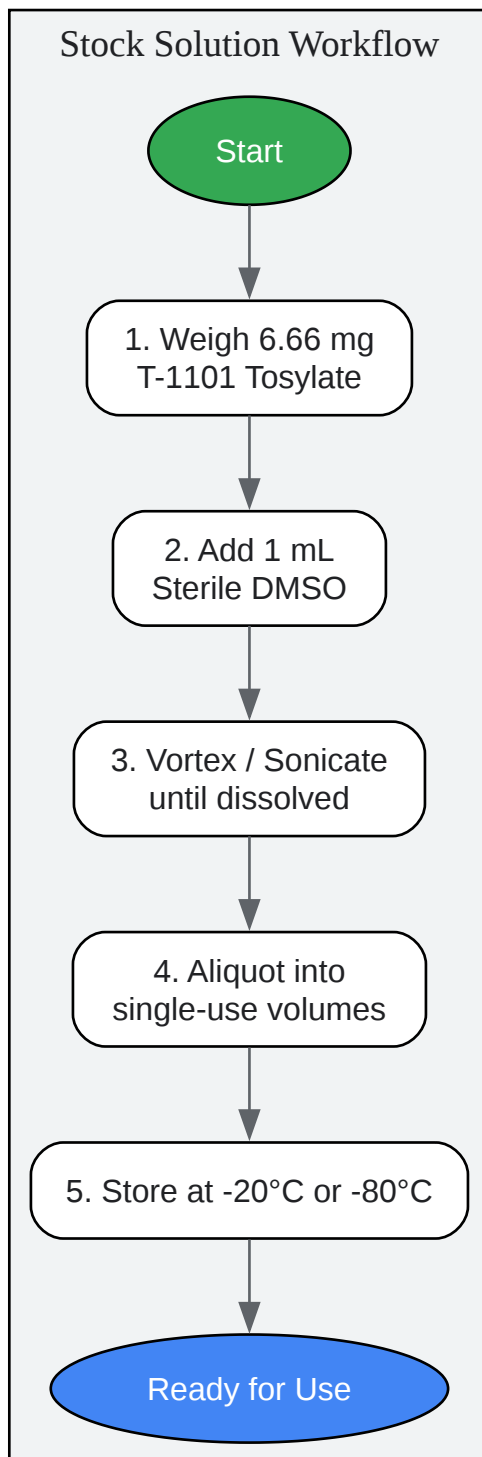 Stock Solution Workflow
Start
1. Weigh 6.66 mg
T-1101 Tosylate
2. Add 1 mL
Sterile DMSO
3. Vortex / Sonicate
until dissolved
4. Aliquot into
single-use volumes
5. Store at -20°C or -80°C
Ready for Use